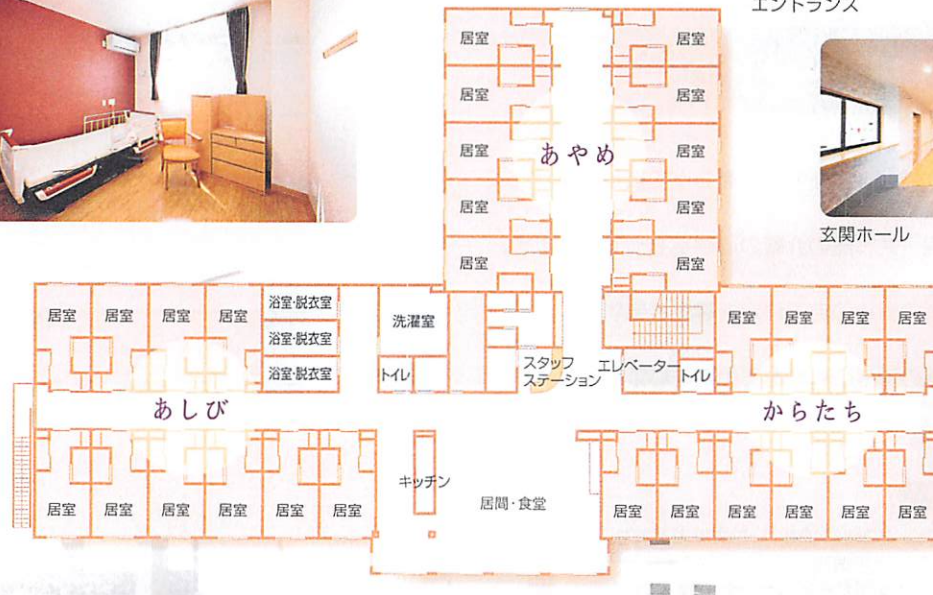 エントランス
居室
居室
居室
居室
居室
居室
居室
居室
居室
居室
あやめ
玄関ホール
居室
居室
居室
居室
浴室・脱衣室
浴室・脱衣室
浴室・脱衣室
洗濯室
トイレ
スタッフ
ステーション
エレベーター
トイレ
居室
居室
居室
居室
あしび
からたち
居室
居室
居室
居室
居室
居室
キッチン
居間・食堂
居室
居室
居室
居室
居室
居室